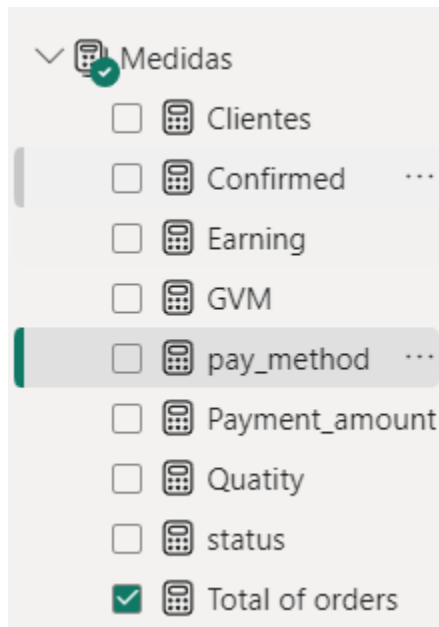 Medidas
Clientes
Confirmed ...
Earning
GVM
pay_method ...
Payment_amount
Quatity
status
Total of orders